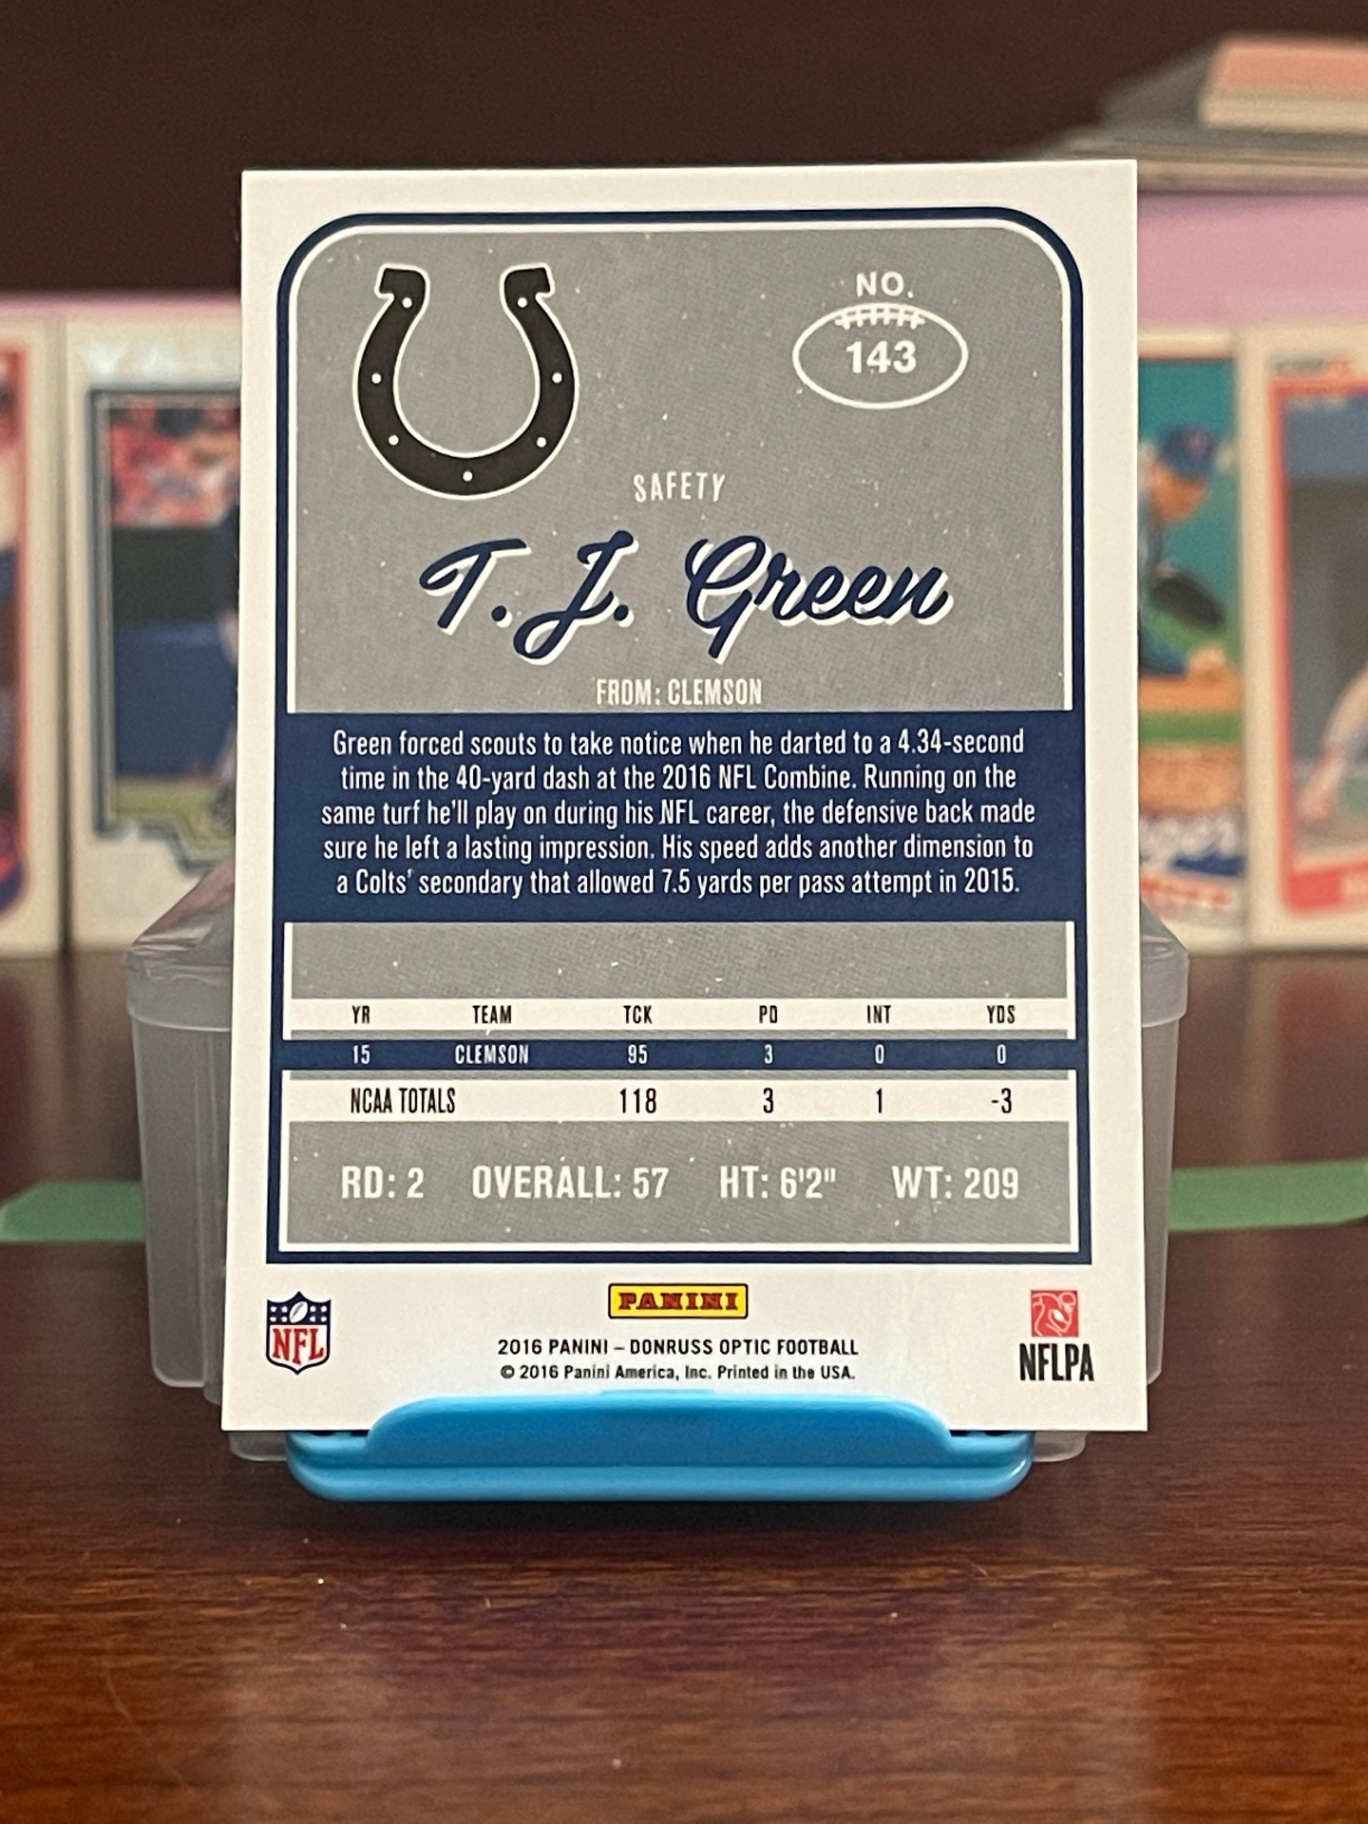 NO.
143
SAFETY
T. J. Green
FROM: CLEMSON
Green forced scouts to take notice when he darted to a 4.34-second
time in the 40-yard dash at the 2016 NFL Combine. Running on the
same turf he'll play on during his NFL career, the defensive back made
sure he left a lasting impression. His speed adds another dimension to
a Colts' secondary that allowed 7.5 yards per pass attempt in 2015.
YR TEAM TCK PD INT YDS
15 CLEMSON 95 3 0 0
NCAA TOTALS 118 3 1 -3
RD: 2 OVERALL: 57 HT: 6'2" WT: 209
NFL
PANINI
2016 PANINI – DONRUSS OPTIC FOOTBALL
© 2016 Panini America, Inc. Printed in the USA.
NFLPA